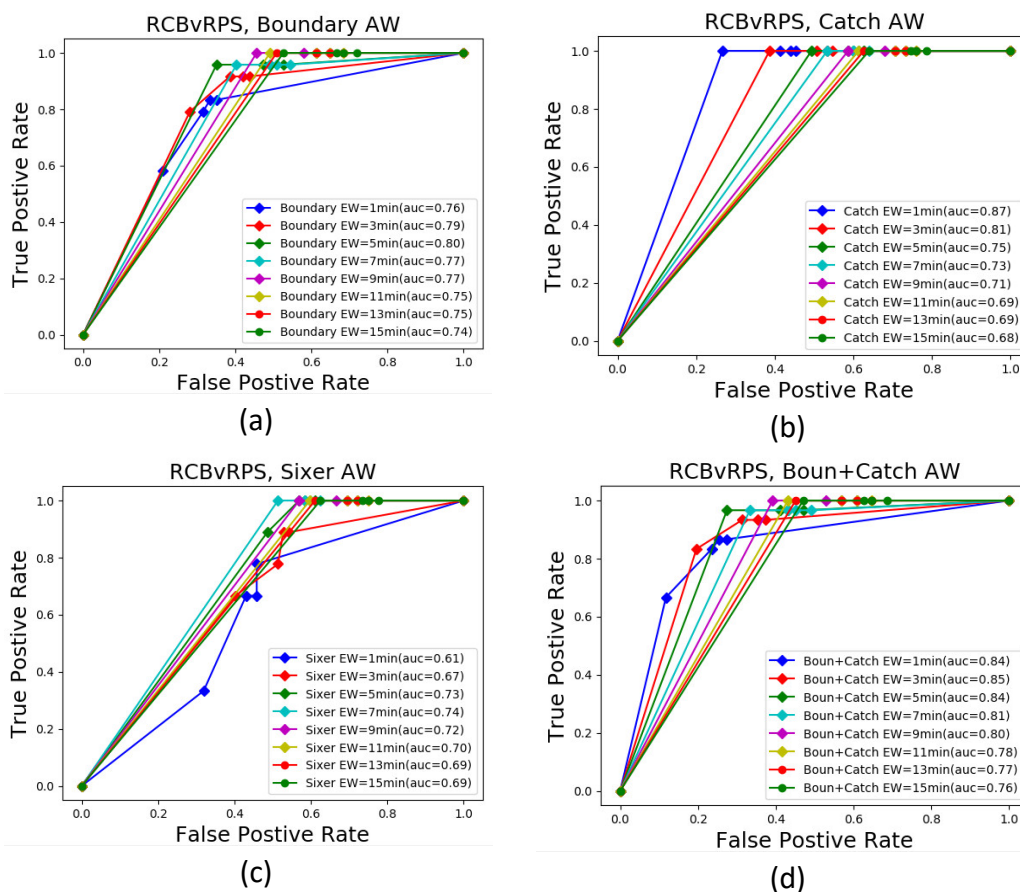 RCBvRPS, Boundary AW
1.0
0.8
0.6
0.4
0.2
0.0
True Postive Rate
Boundary EW=1min(auc=0.76)
Boundary EW=3min(auc=0.79)
Boundary EW=5min(auc=0.80)
Boundary EW=7min(auc=0.77)
Boundary EW=9min(auc=0.77)
Boundary EW=11min(auc=0.75)
Boundary EW=13min(auc=0.75)
Boundary EW=15min(auc=0.74)
0.0 0.2 0.4 0.6 0.8 1.0
False Postive Rate
(a)
RCBvRPS, Catch AW
1.0
0.8
0.6
0.4
0.2
0.0
True Postive Rate
Catch EW=1min(auc=0.87)
Catch EW=3min(auc=0.81)
Catch EW=5min(auc=0.75)
Catch EW=7min(auc=0.73)
Catch EW=9min(auc=0.71)
Catch EW=11min(auc=0.69)
Catch EW=13min(auc=0.69)
Catch EW=15min(auc=0.68)
0.0 0.2 0.4 0.6 0.8 1.0
False Postive Rate
(b)
RCBvRPS, Sixer AW
1.0
0.8
0.6
0.4
0.2
0.0
True Postive Rate
Sixer EW=1min(auc=0.61)
Sixer EW=3min(auc=0.67)
Sixer EW=5min(auc=0.73)
Sixer EW=7min(auc=0.74)
Sixer EW=9min(auc=0.72)
Sixer EW=11min(auc=0.70)
Sixer EW=13min(auc=0.69)
Sixer EW=15min(auc=0.69)
0.0 0.2 0.4 0.6 0.8 1.0
False Postive Rate
(c)
RCBvRPS, Boun+Catch AW
1.0
0.8
0.6
0.4
0.2
0.0
True Postive Rate
Boun+Catch EW=1min(auc=0.84)
Boun+Catch EW=3min(auc=0.85)
Boun+Catch EW=5min(auc=0.84)
Boun+Catch EW=7min(auc=0.81)
Boun+Catch EW=9min(auc=0.80)
Boun+Catch EW=11min(auc=0.78)
Boun+Catch EW=13min(auc=0.77)
Boun+Catch EW=15min(auc=0.76)
0.0 0.2 0.4 0.6 0.8 1.0
False Postive Rate
(d)